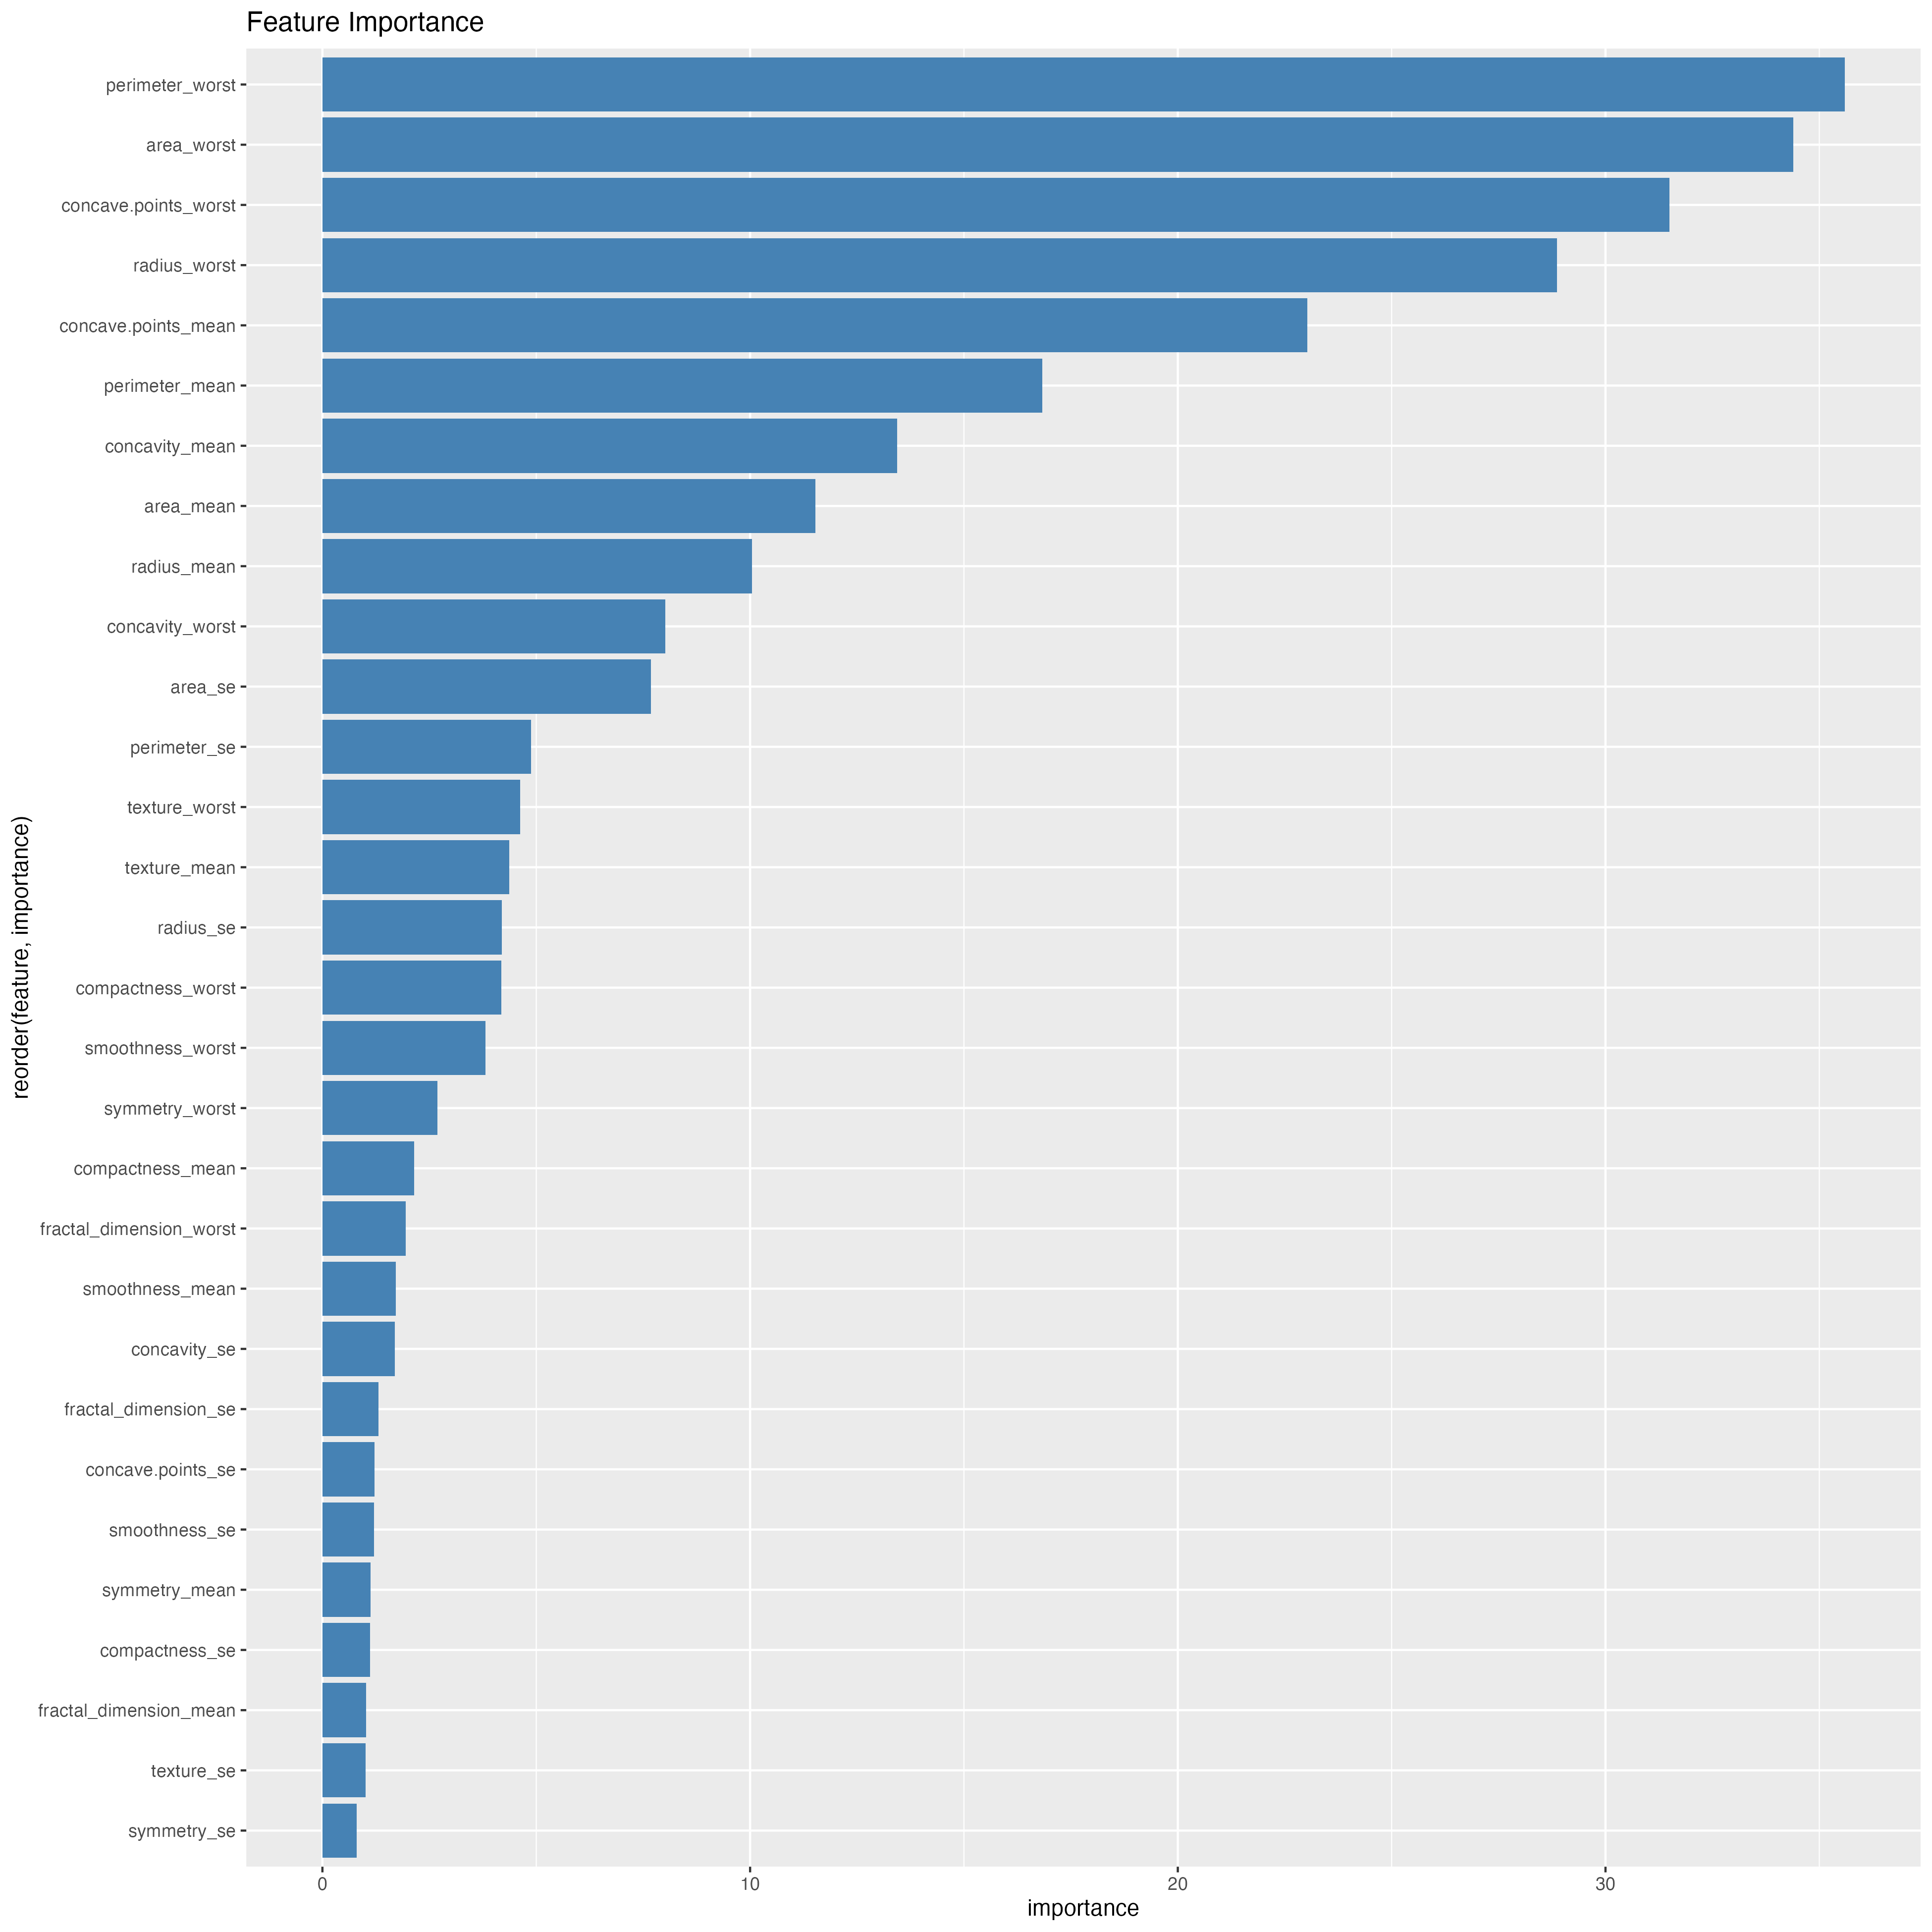 Feature Importance
perimeter_worst
area_worst
concave.points_worst
radius_worst
concave.points_mean
perimeter_mean
concavity_mean
area_mean
radius_mean
concavity_worst
area_se
perimeter_se
texture_worst
texture_mean
radius_se
compactness_worst
smoothness_worst
symmetry_worst
compactness_mean
fractal_dimension_worst
smoothness_mean
concavity_se
fractal_dimension_se
concave.points_se
smoothness_se
symmetry_mean
compactness_se
fractal_dimension_mean
texture_se
symmetry_se
reorder(feature, importance)
0 10 20 30
importance